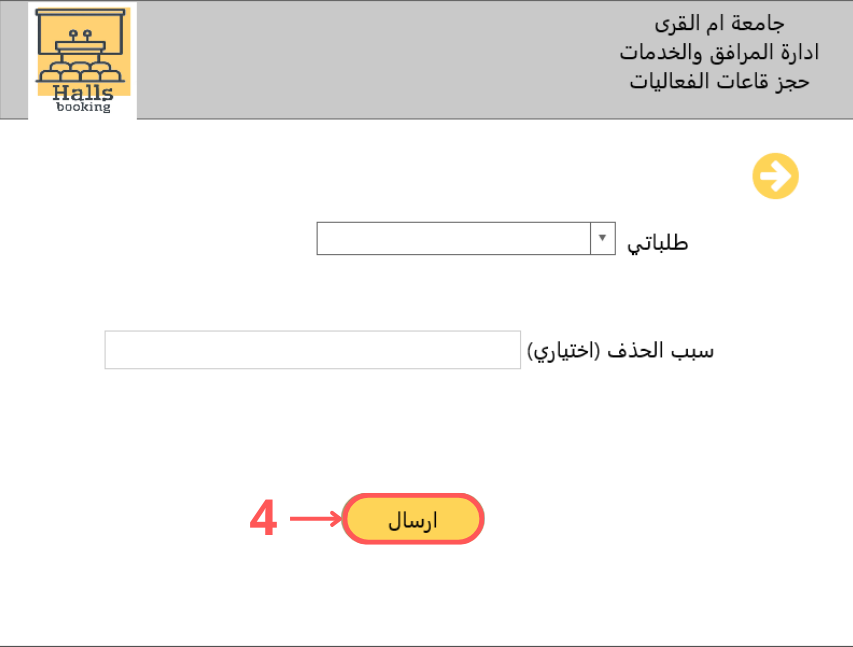 جامعة ام القرى
ادارة المرافق والخدمات
حجز قاعات الفعاليات
Halls
booking
طلباتي
سبب الحذف (اختياري)
4
ارسال